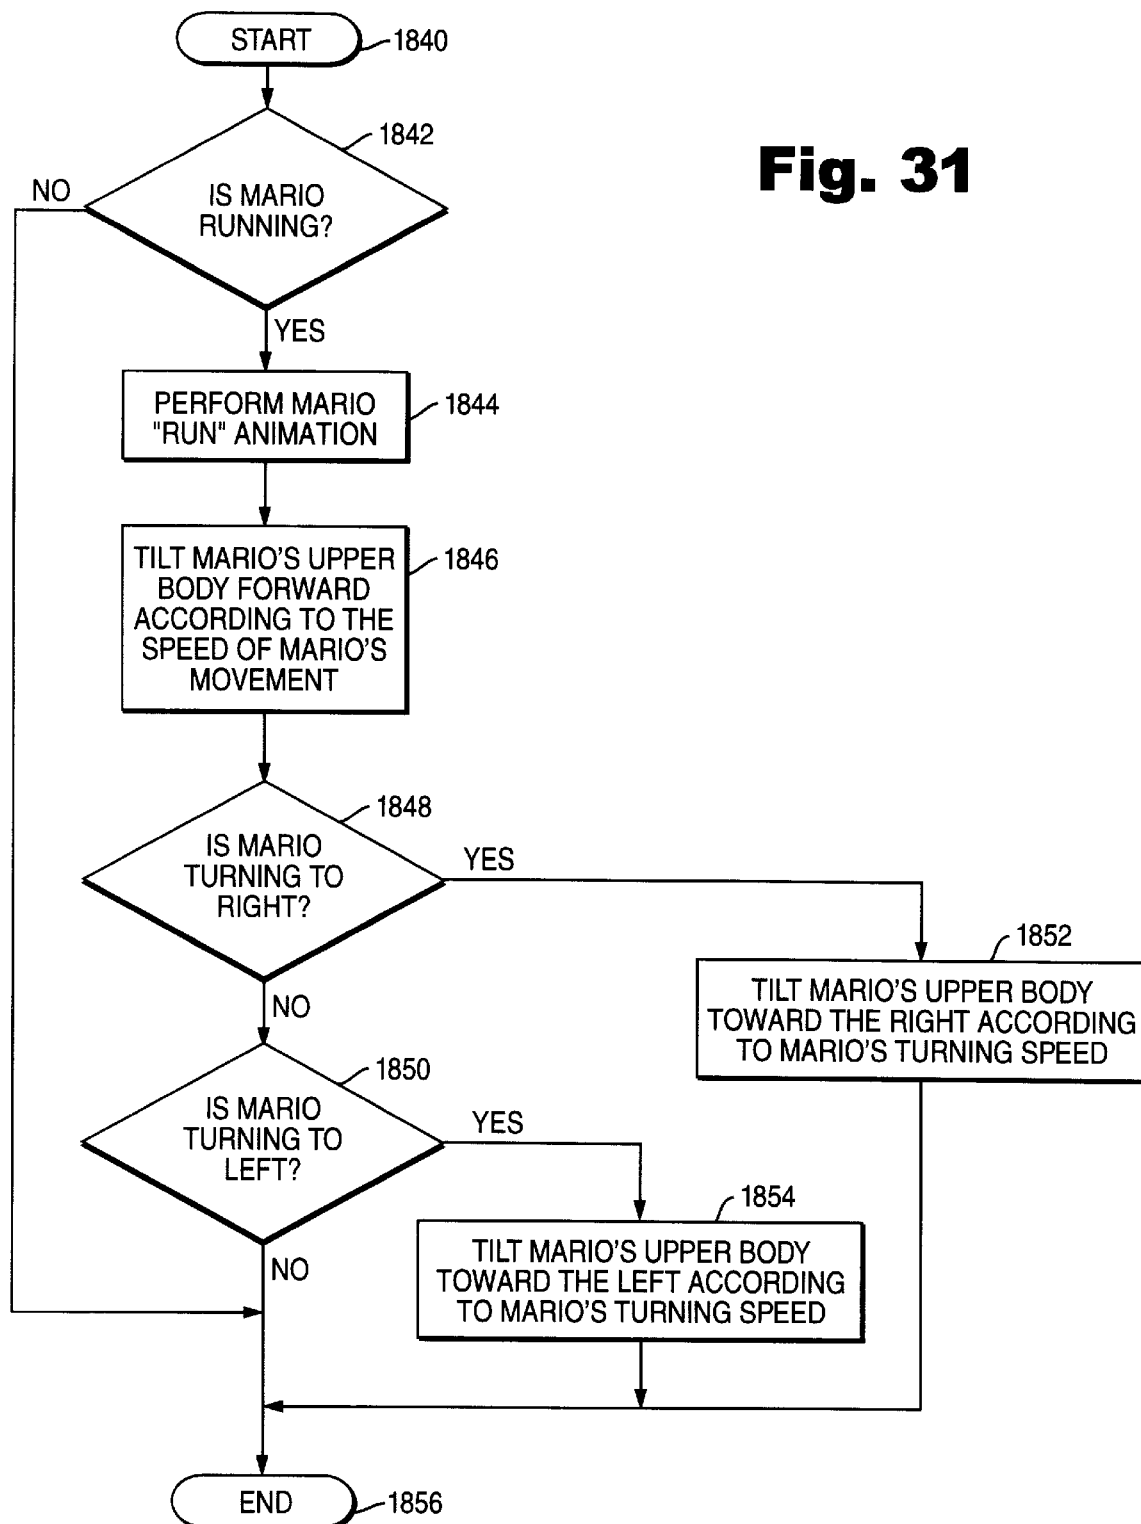 START
1840
Fig. 31
1842
NO
IS MARIO
RUNNING?
YES
PERFORM MARIO
"RUN" ANIMATION
1844
TILT MARIO'S UPPER
BODY FORWARD
ACCORDING TO THE
SPEED OF MARIO'S
MOVEMENT
1846
1848
IS MARIO
TURNING TO
RIGHT?
YES
1852
TILT MARIO'S UPPER BODY
TOWARD THE RIGHT ACCORDING
TO MARIO'S TURNING SPEED
NO
1850
IS MARIO
TURNING TO
LEFT?
YES
1854
TILT MARIO'S UPPER BODY
TOWARD THE LEFT ACCORDING
TO MARIO'S TURNING SPEED
NO
END
1856